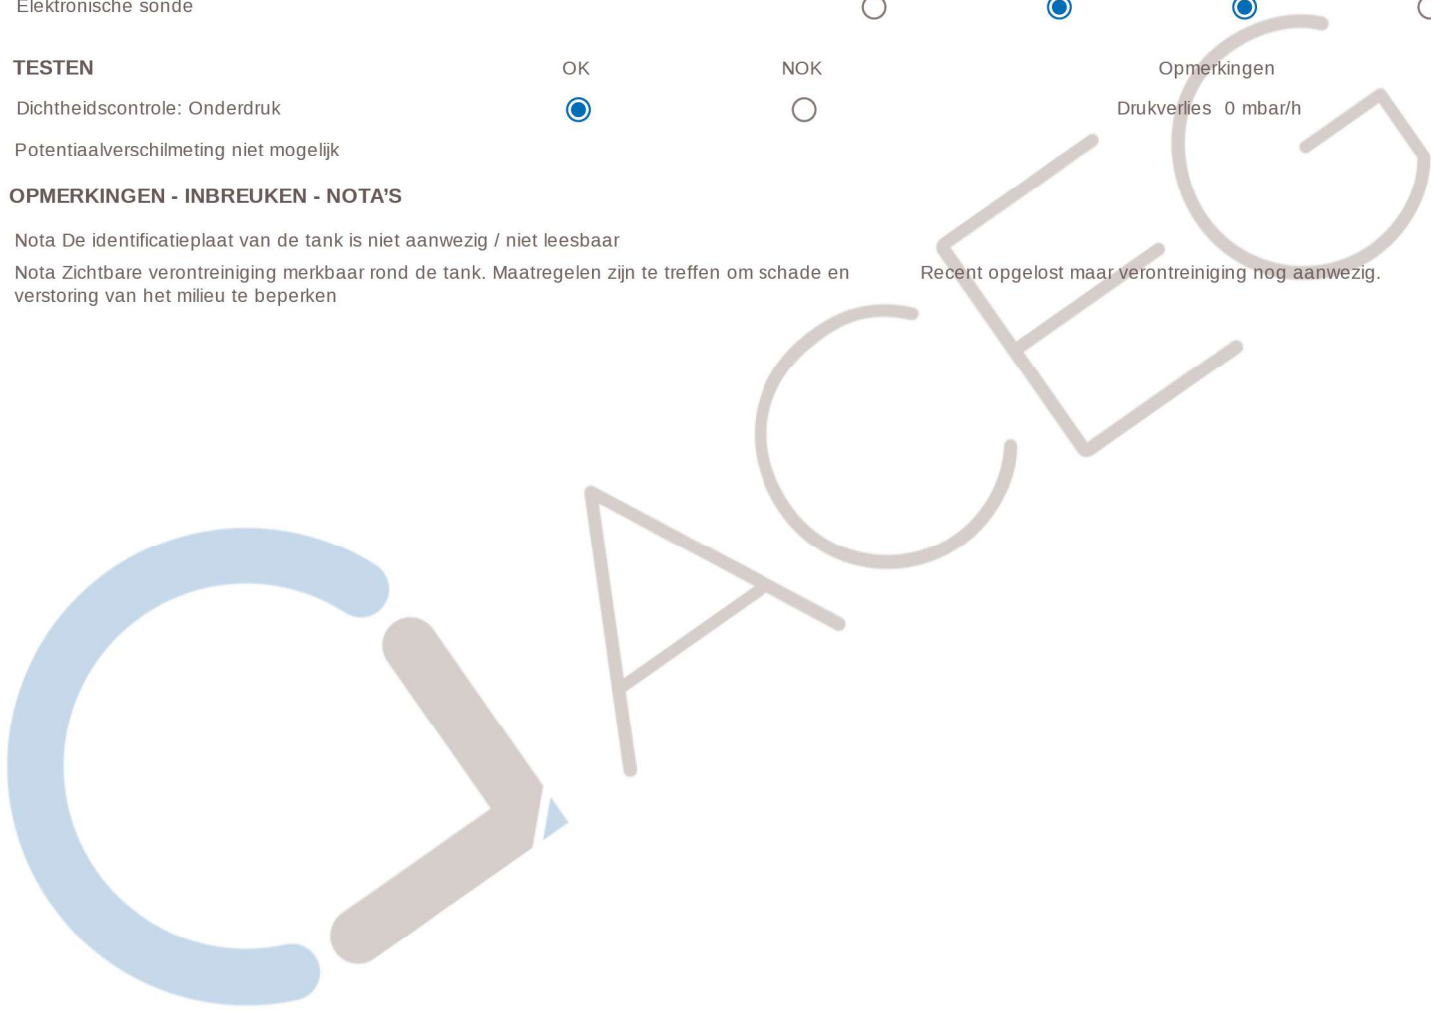 Elektronische sonde
TESTEN OK NOK Opmerkingen
Dichtheidscontrole: Onderdruk Drukverlies 0 mbar/h
Potentiaalverschilmeting niet mogelijk
OPMERKINGEN - INBREUKEN - NOTA’S
Nota De identificatieplaat van de tank is niet aanwezig / niet leesbaar
Nota Zichtbare verontreiniging merkbaar rond de tank. Maatregelen zijn te treffen om schade en Recent opgelost maar verontreiniging nog aanwezig.
verstoring van het milieu te beperken
ACEG